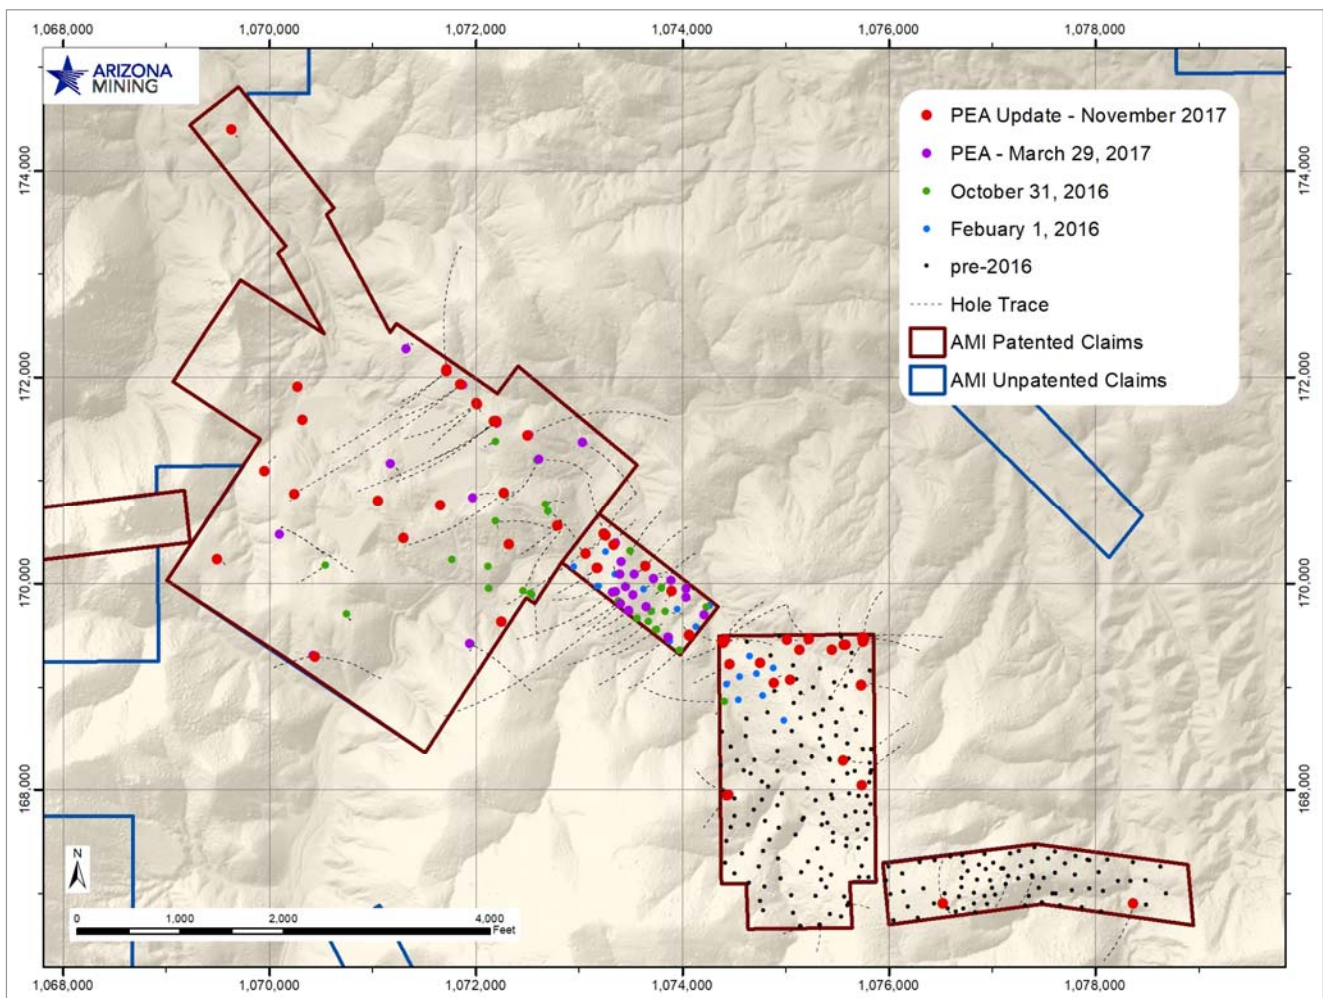 1,068,000 1,070,000 1,072,000 1,074,000 1,076,000 1,078,000
ARIZONA
MINING
PEA Update - November 2017
PEA - March 29, 2017
October 31, 2016
Febuary 1, 2016
pre-2016
Hole Trace
AMI Patented Claims
AMI Unpatented Claims
174,000 174,000
172,000 172,000
170,000 170,000
168,000 168,000
N
0 1,000 2,000 4,000
Feet
1,068,000 1,070,000 1,072,000 1,074,000 1,076,000 1,078,000